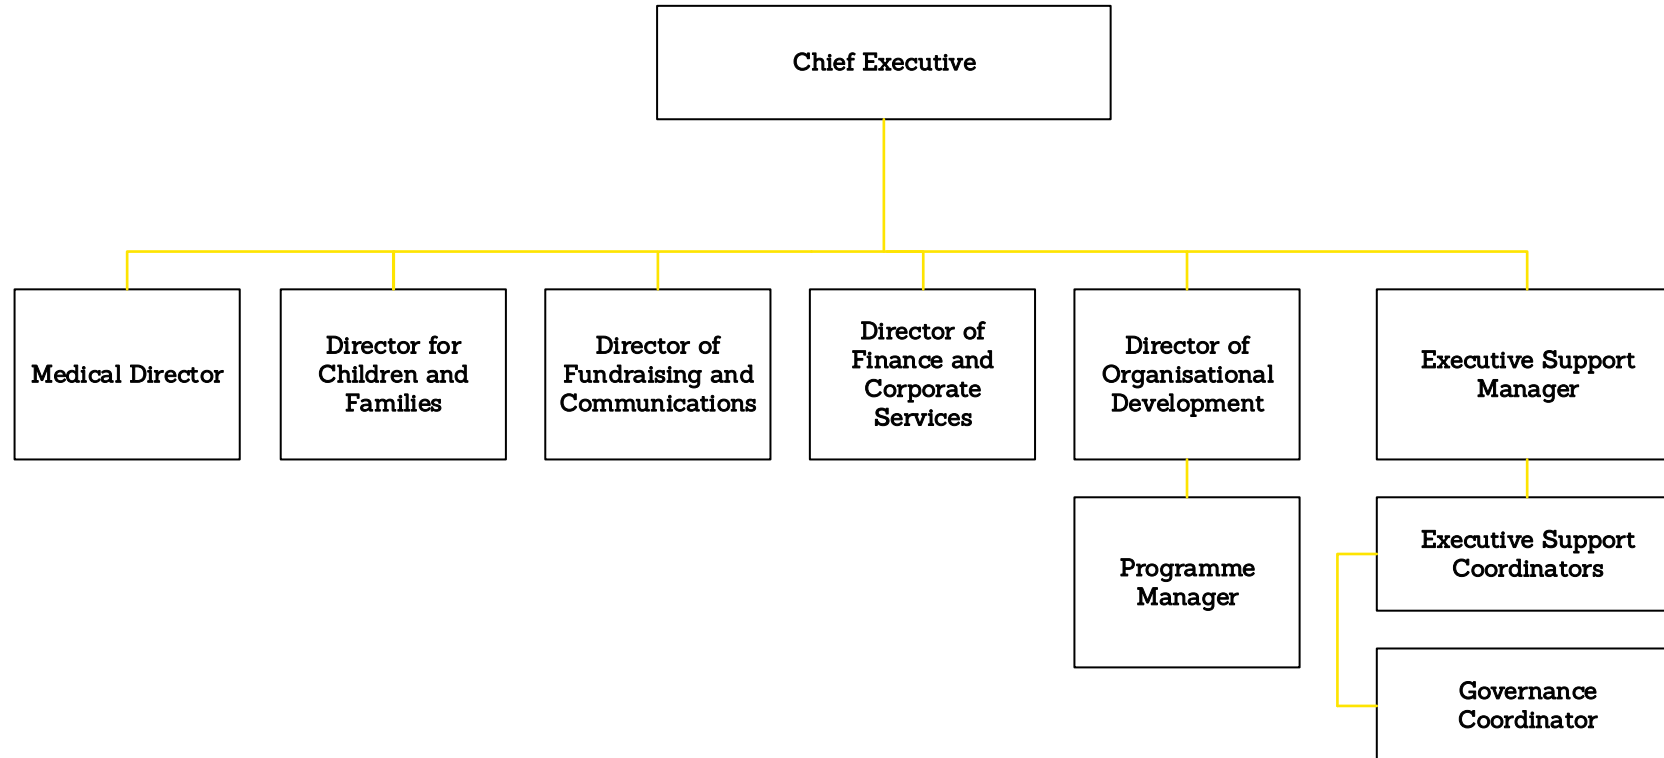 Chief Executive
Medical Director
Director for
Children and
Families
Director of
Fundraising and
Communications
Director of
Finance and
Corporate
Services
Director of
Organisational
Development
Executive Support
Manager
Programme
Manager
Executive Support
Coordinators
Governance
Coordinator